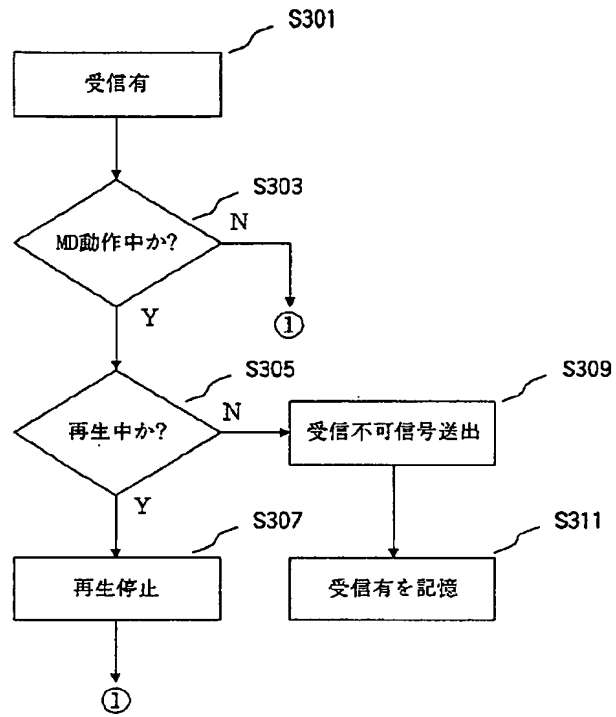 S301
受信有
S303
MD動作中か?
N
①
Y
S305
再生中か?
N
S309
受信不可信号送出
Y
S307
再生停止
S311
受信有を記憶
①